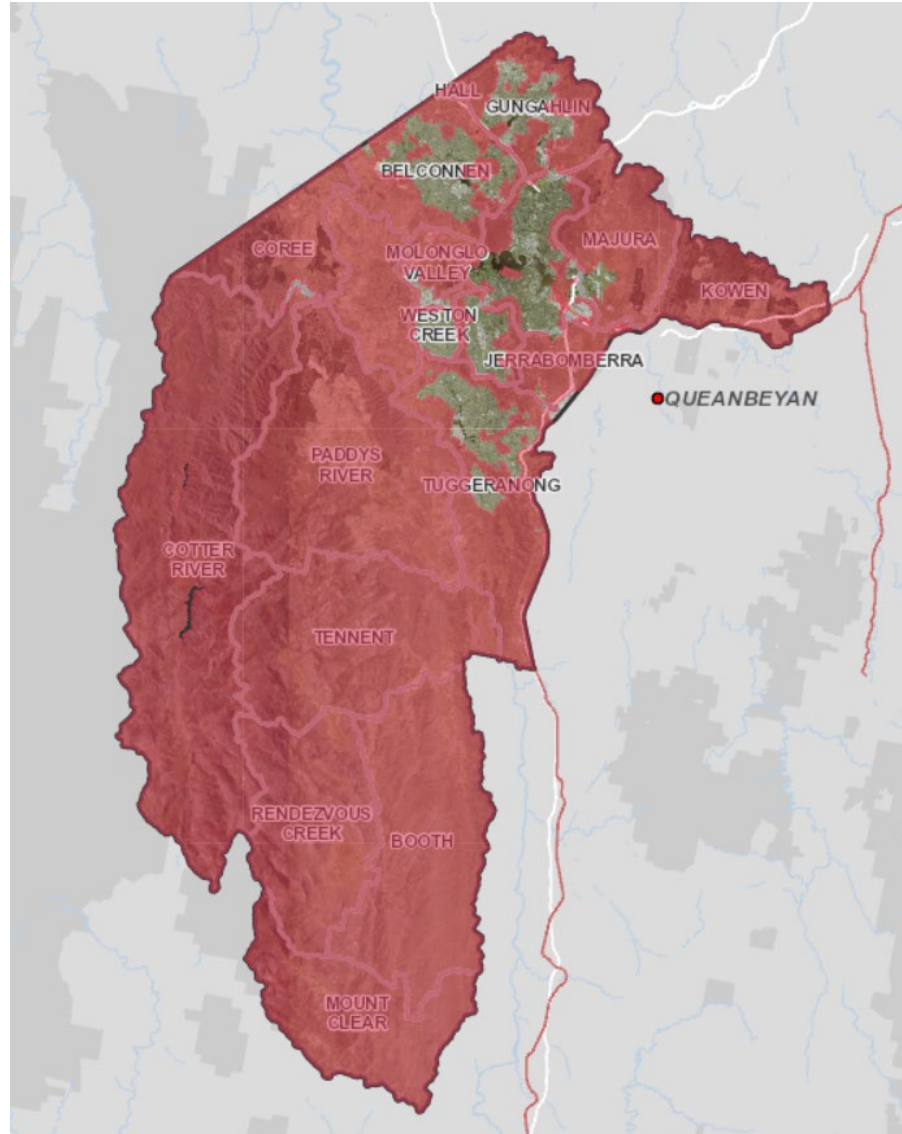 HALL
GUNGAHLIN
BELCONNEN
MAJURA
COREE
MOLONGLO
VALLEY
KOWEN
WESTON
CREEK
JERRABOMBERRA
QUEANBEYAN
PADDYS
RIVER
TUGGERANONG
COTTER
RIVER
TENNENT
RENDEZVOUS
CREEK
BOOTH
MOUNT
CLEAR